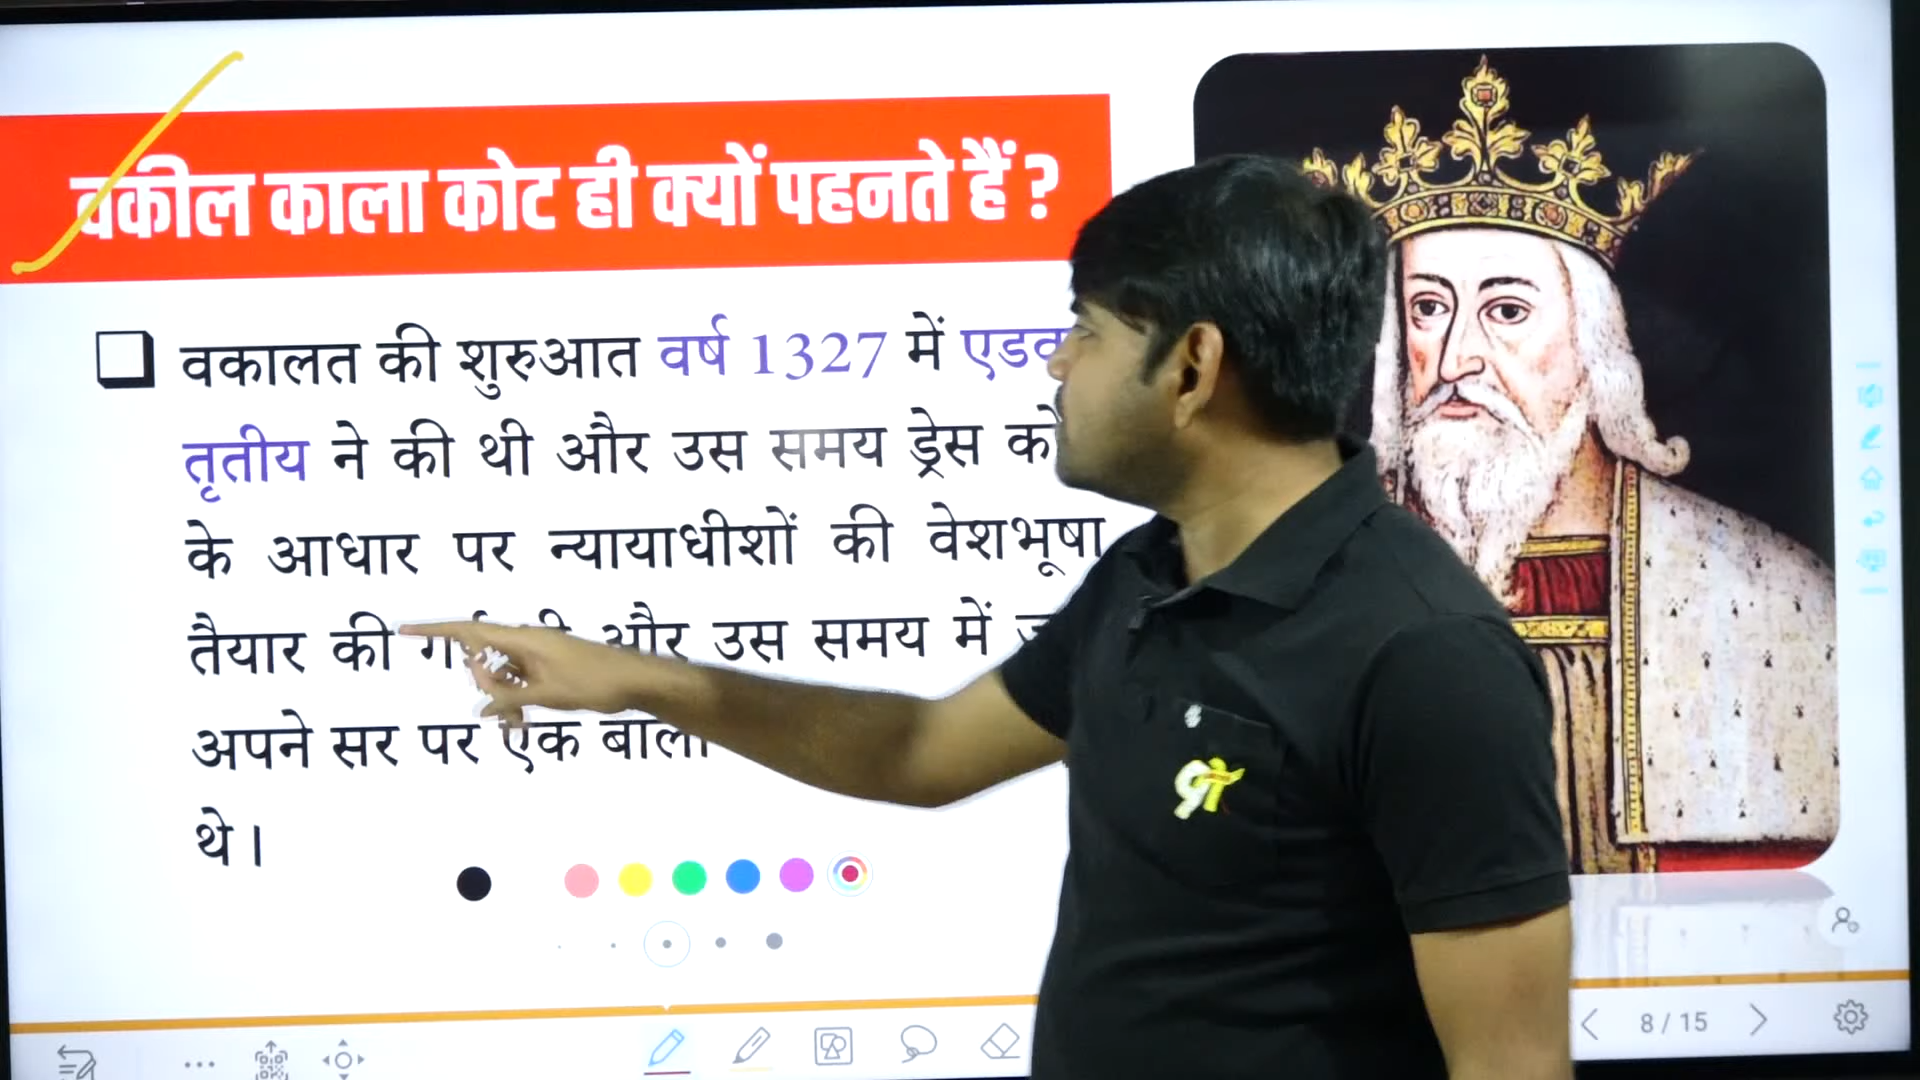 वकील काला कोट ही क्यों पहनते हैं ?
वकालत की शुरुआत वर्ष 1327 में
तृतीय ने की थी और उस समय ड्रेस
के आधार पर न्यायाधीशों की वेशभूषा
तैयार की और उस समय में
अपने सर पर एक
थे।
8 / 15